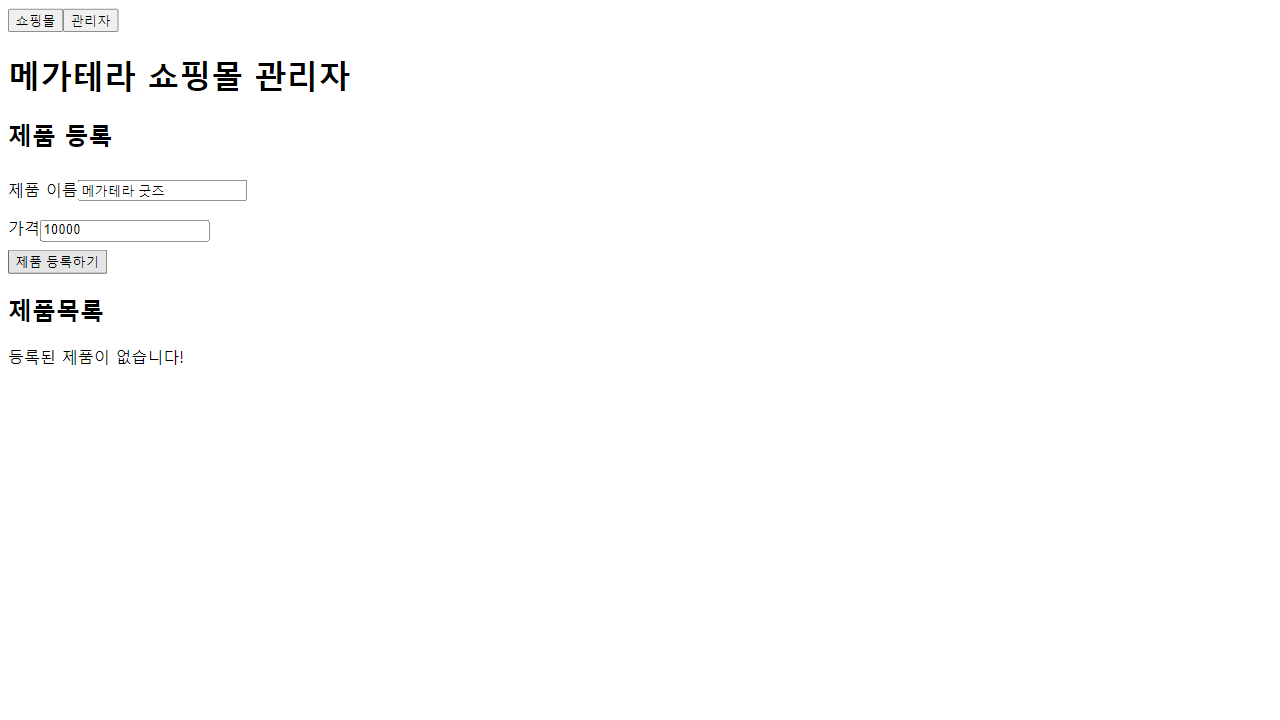 쇼핑몰 관리자
메가테라 쇼핑몰 관리자
제품 등록
제품 이름 메가테라 굿즈
가격 10000
제품 등록하기
제품목록
등록된 제품이 없습니다!